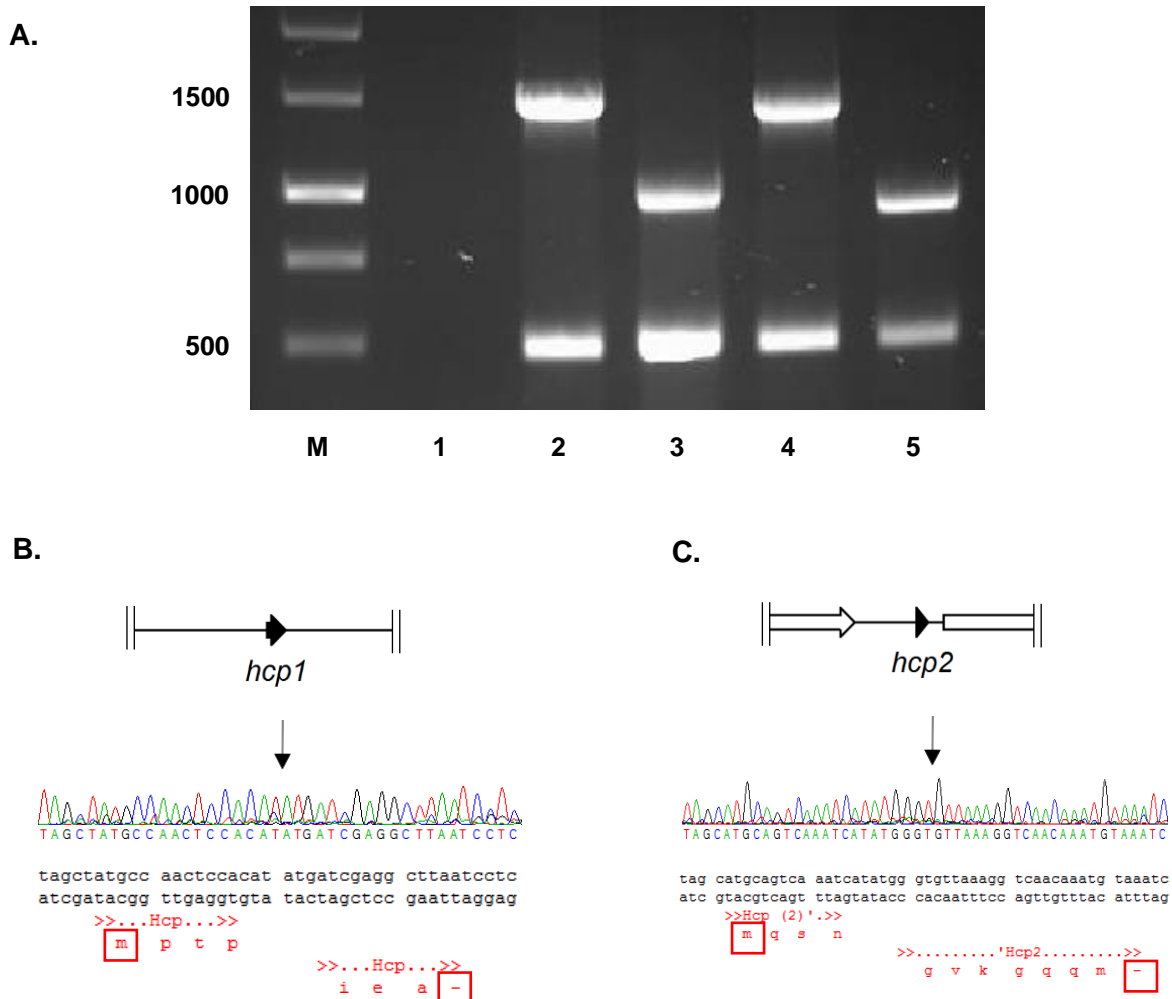 A.
1500
1000
500
M 1 2 3 4 5
B.
hcp1
TAGCTATGCCAACTCCACATATGATCGAGGCTTAATCCTC
tagctatgcc aactccacat atgatcgagg cttaatcctc
atcgatacgg ttgaggtgta tactagctcc gaattaggag
>>...Hcp...>>
m p t p
>>...Hcp...>>
i e a -
C.
hcp2
TAGCATGCAGTCAAATCATATGGGTGTTAAAGGTCAACAAATGTAAATC
tag catgcagtca aatcatatgg gtgttaaagg tcaacaaatg taaatc
atc gtacgtcagt ttagtatacc cacaatttcc agttgtttac atttag
>>Hcp (2)'.>>
m q s n
>>.........'Hcp2.........>>
g v k g q q m -